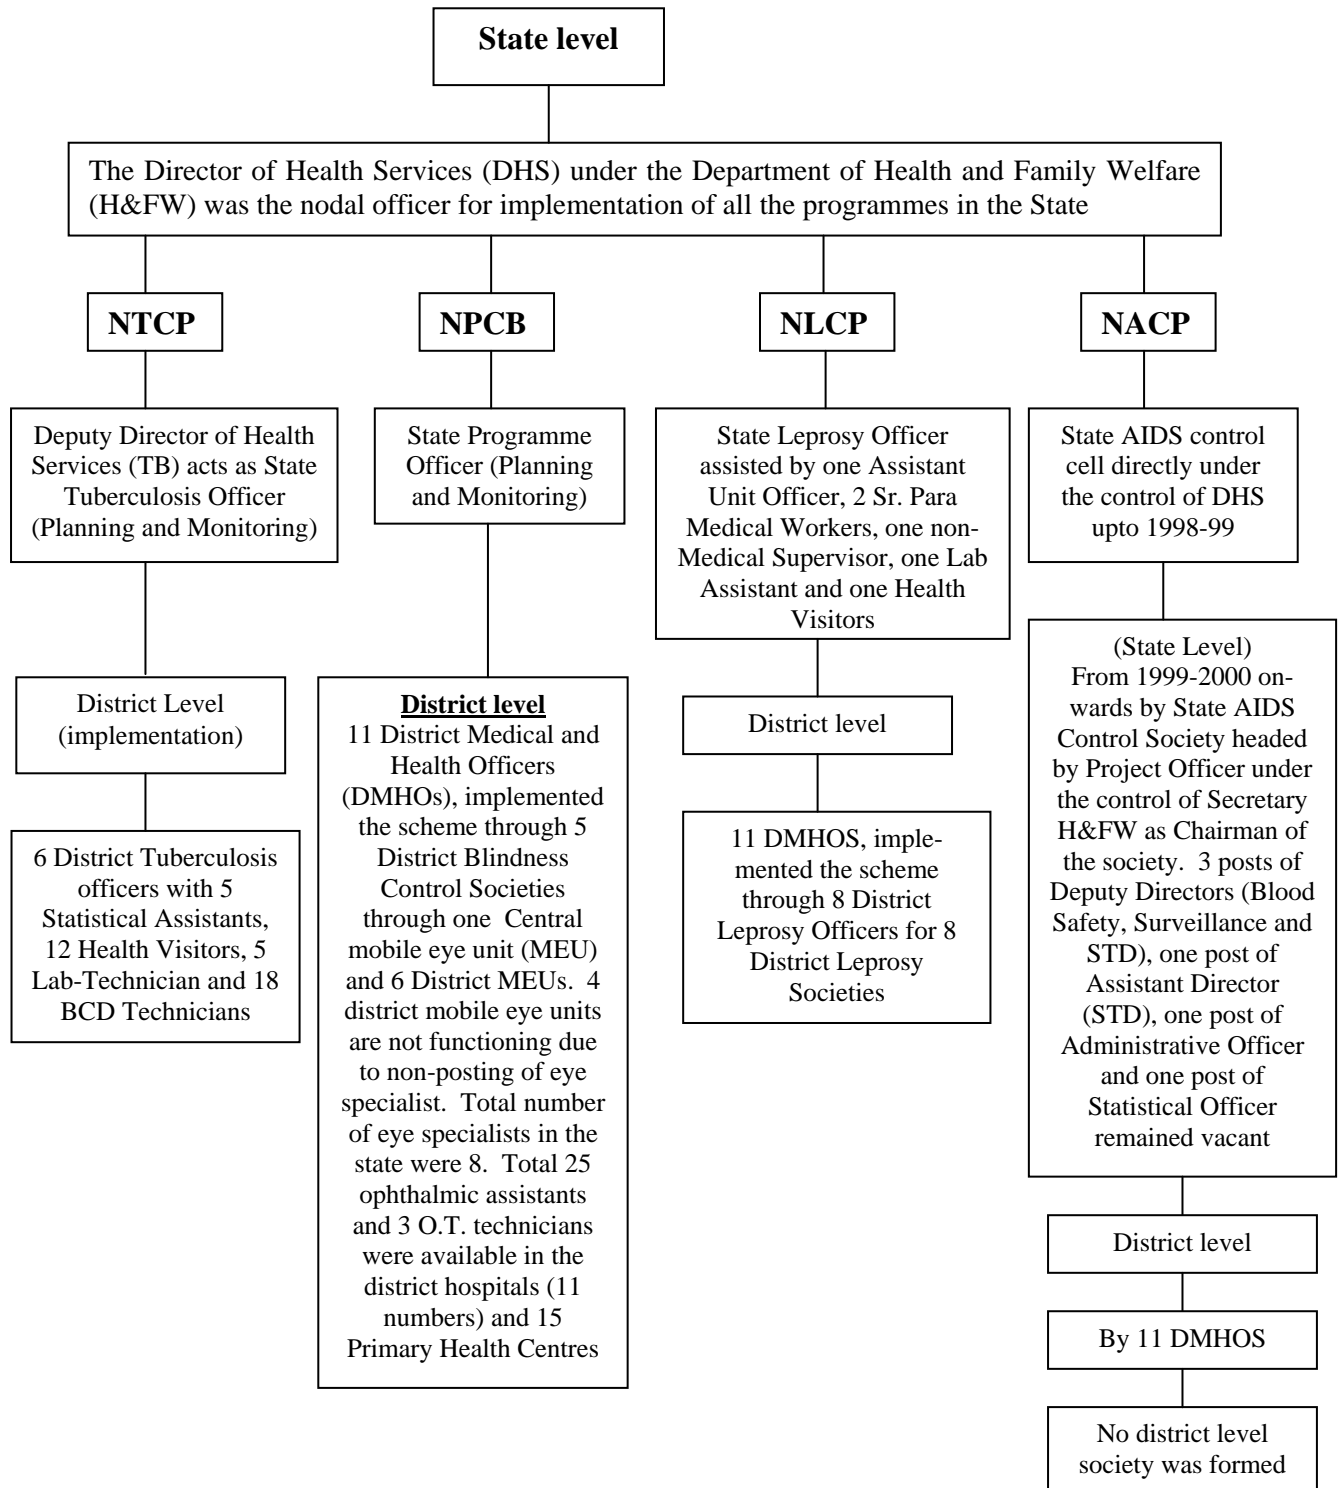 State level
The Director of Health Services (DHS) under the Department of Health and Family Welfare
(H&FW) was the nodal officer for implementation of all the programmes in the State
NTCP
NPCB
NLCP
NACP
Deputy Director of Health
Services (TB) acts as State
Tuberculosis Officer
(Planning and Monitoring)
State Programme
Officer (Planning
and Monitoring)
State Leprosy Officer
assisted by one Assistant
Unit Officer, 2 Sr. Para
Medical Workers, one non-
Medical Supervisor, one Lab
Assistant and one Health
Visitors
State AIDS control
cell directly under
the control of DHS
upto 1998-99
District Level
(implementation)
6 District Tuberculosis
officers with 5
Statistical Assistants,
12 Health Visitors, 5
Lab-Technician and 18
BCD Technicians
District level
11 District Medical and
Health Officers
(DMHOs), implemented
the scheme through 5
District Blindness
Control Societies
through one Central
mobile eye unit (MEU)
and 6 District MEUs. 4
district mobile eye units
are not functioning due
to non-posting of eye
specialist. Total number
of eye specialists in the
state were 8. Total 25
ophthalmic assistants
and 3 O.T. technicians
were available in the
district hospitals (11
numbers) and 15
Primary Health Centres
District level
11 DMHOS, imple-
mented the scheme
through 8 District
Leprosy Officers for 8
District Leprosy
Societies
(State Level)
From 1999-2000 on-
wards by State AIDS
Control Society headed
by Project Officer under
the control of Secretary
H&FW as Chairman of
the society. 3 posts of
Deputy Directors (Blood
Safety, Surveillance and
STD), one post of
Assistant Director
(STD), one post of
Administrative Officer
and one post of
Statistical Officer
remained vacant
District level
By 11 DMHOS
No district level
society was formed